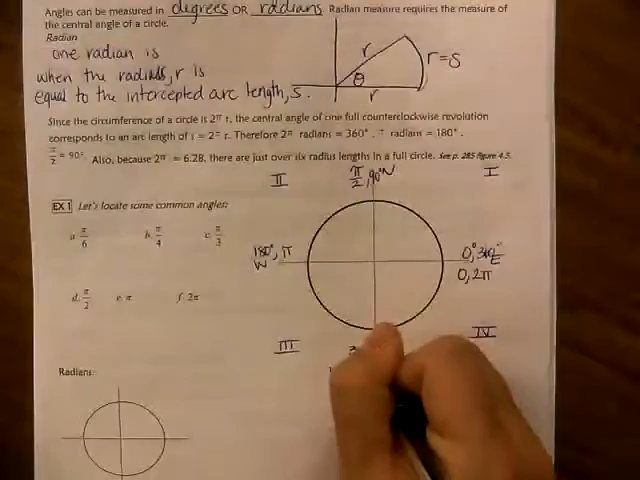 Angles can be measured in degrees OR radians Radian measure requires the measure of
the central angle of a circle.
Radian
one radian is
when the radius, r is
equal to the intercepted arc length, s.
r
r=s
θ
r
Since the circumference of a circle is 2π r, the central angle of one full counterclockwise revolution
corresponds to an arc length of s = 2π r. Therefore 2π radians = 360°, π radians = 180°.
π/2 = 90°. Also, because 2π ≈ 6.28, there are just over six radius lengths in a full circle. see p. 285 figure 4.5.
II
π/2, 90° N
I
EX 1 Let's locate some common angles:
a. π/6 b. π/4 c. π/3
180°, π
W
0°, 360°
E
0, 2π
d. π/2 e. π f. 2π
III
IV
Radians: